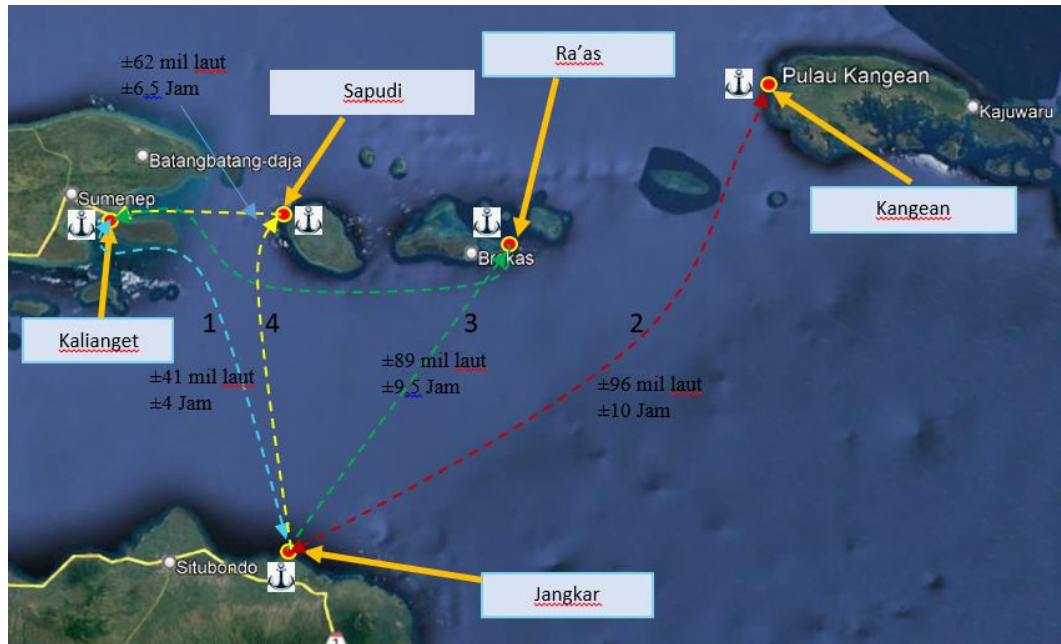 ±62 mil laut
±6.5 Jam
Sapudi
Ra’as
Pulau Kangean
Kajuwaru
Batangbatang-daja
Sumenep
Kangean
Brakas
Kalianget
1
4
3
2
±41 mil laut
±4 Jam
±89 mil laut
±9.5 Jam
±96 mil laut
±10 Jam
Situbondo
Jangkar
1